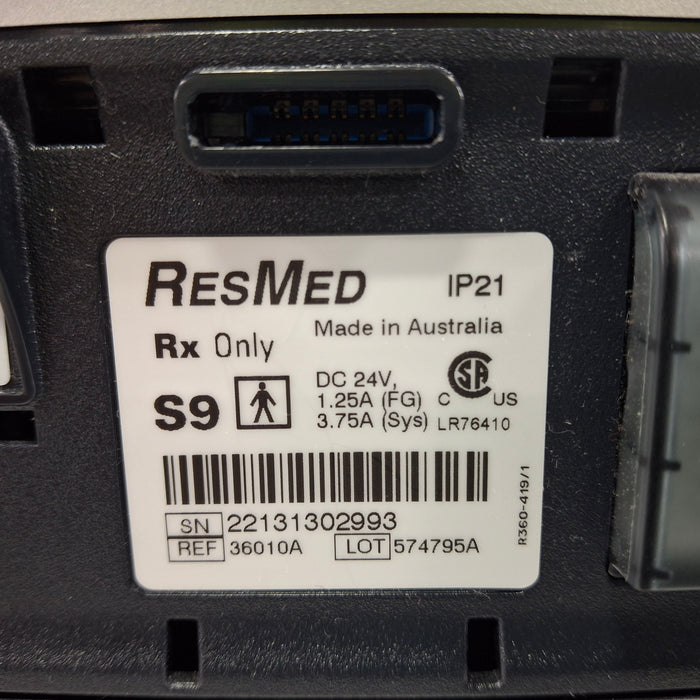 RESMED
IP21
Rx Only
Made in Australia
S9
DC 24V,
1.25A (FG)
3.75A (Sys)
C SA US
LR76410
SN 22131302993
REF 36010A LOT 574795A
R360-419/1